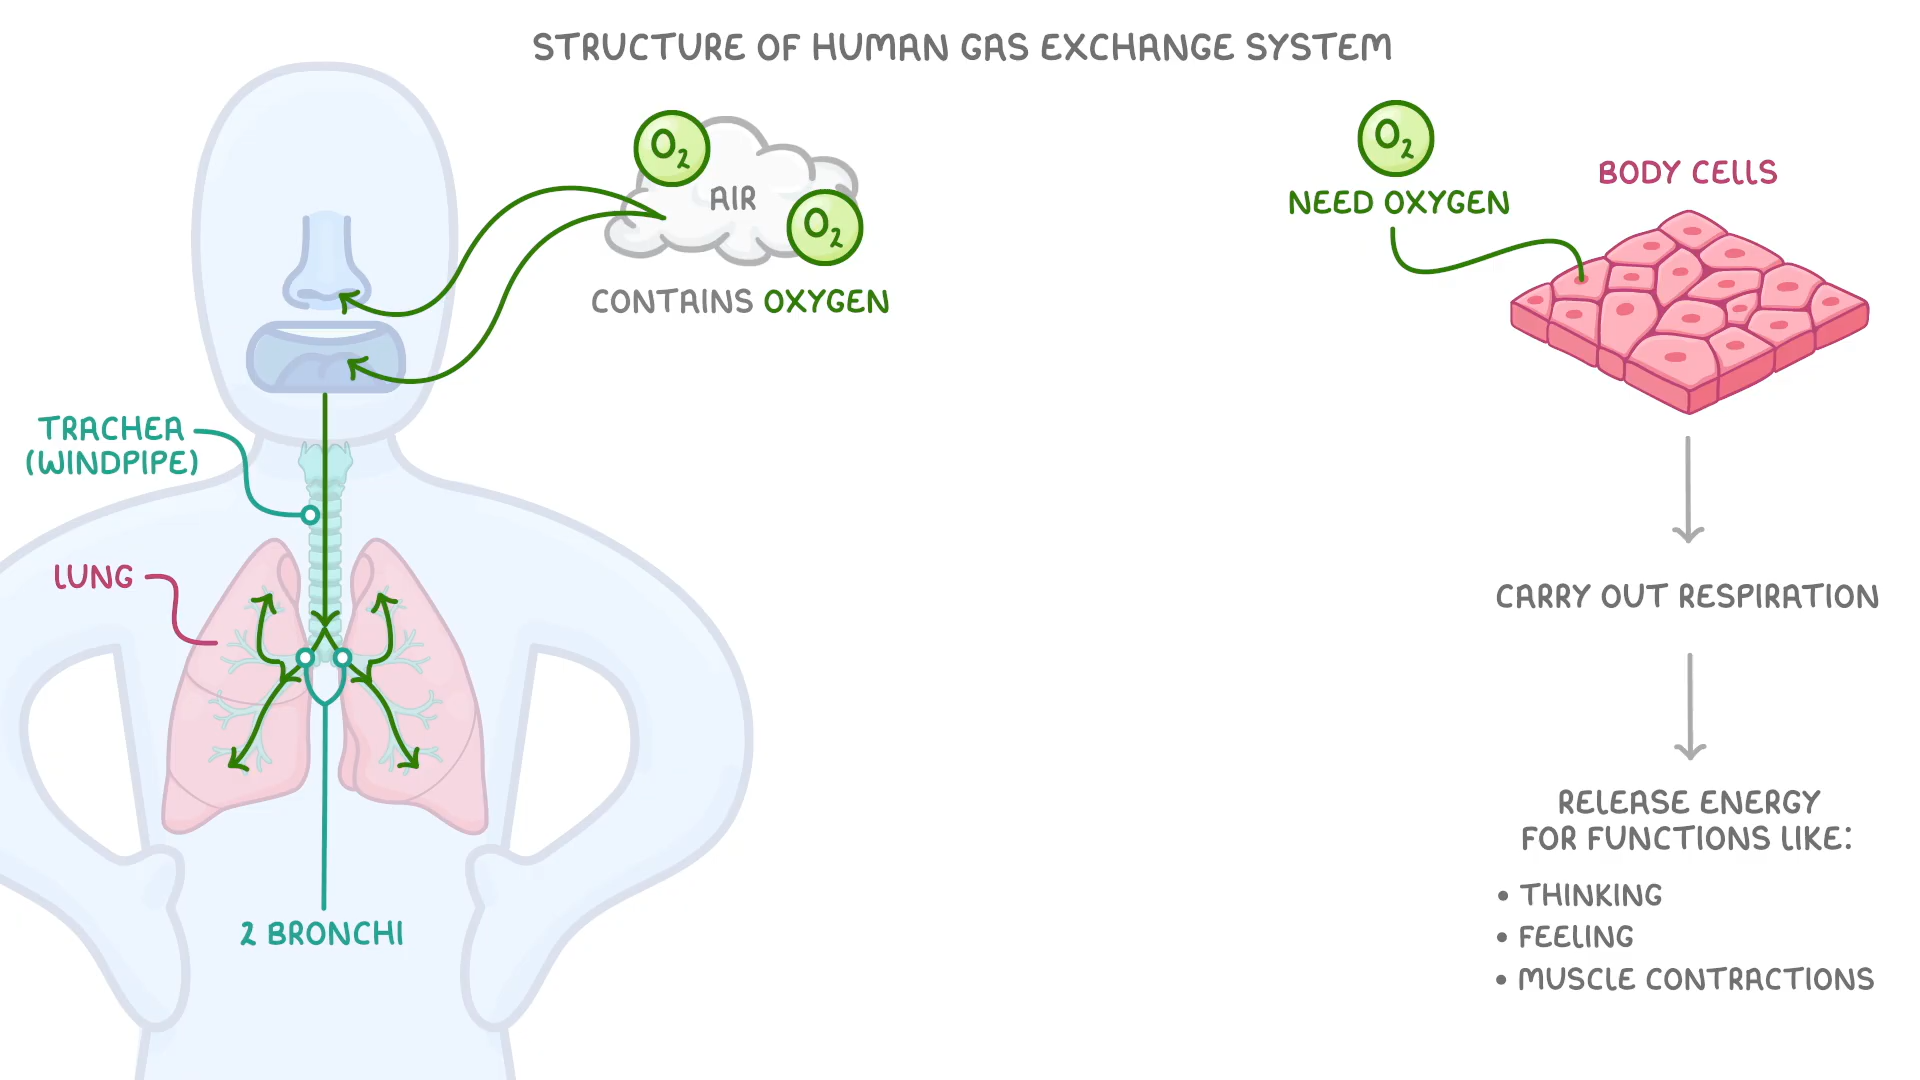 STRUCTURE OF HUMAN GAS EXCHANGE SYSTEM
O2
AIR
O2
CONTAINS OXYGEN
TRACHEA
(WINDPIPE)
LUNG
2 BRONCHI
O2
NEED OXYGEN
BODY CELLS
CARRY OUT RESPIRATION
RELEASE ENERGY
FOR FUNCTIONS LIKE:
• THINKING
• FEELING
• MUSCLE CONTRACTIONS